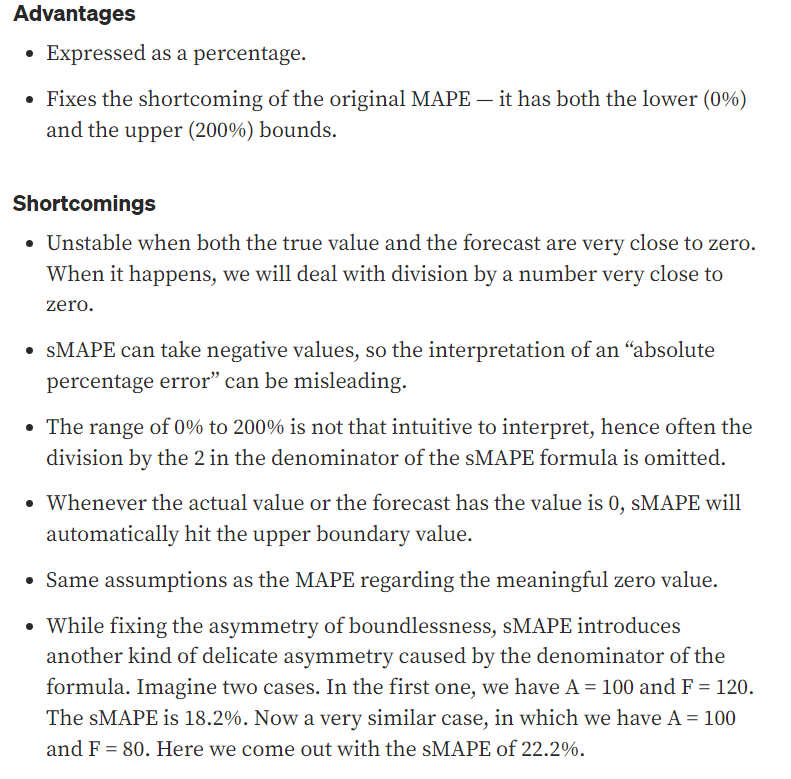 Advantages
• Expressed as a percentage.
• Fixes the shortcoming of the original MAPE — it has both the lower (0%)
and the upper (200%) bounds.
Shortcomings
• Unstable when both the true value and the forecast are very close to zero.
When it happens, we will deal with division by a number very close to
zero.
• sMAPE can take negative values, so the interpretation of an “absolute
percentage error” can be misleading.
• The range of 0% to 200% is not that intuitive to interpret, hence often the
division by the 2 in the denominator of the sMAPE formula is omitted.
• Whenever the actual value or the forecast has the value is 0, sMAPE will
automatically hit the upper boundary value.
• Same assumptions as the MAPE regarding the meaningful zero value.
• While fixing the asymmetry of boundlessness, sMAPE introduces
another kind of delicate asymmetry caused by the denominator of the
formula. Imagine two cases. In the first one, we have A = 100 and F = 120.
The sMAPE is 18.2%. Now a very similar case, in which we have A = 100
and F = 80. Here we come out with the sMAPE of 22.2%.